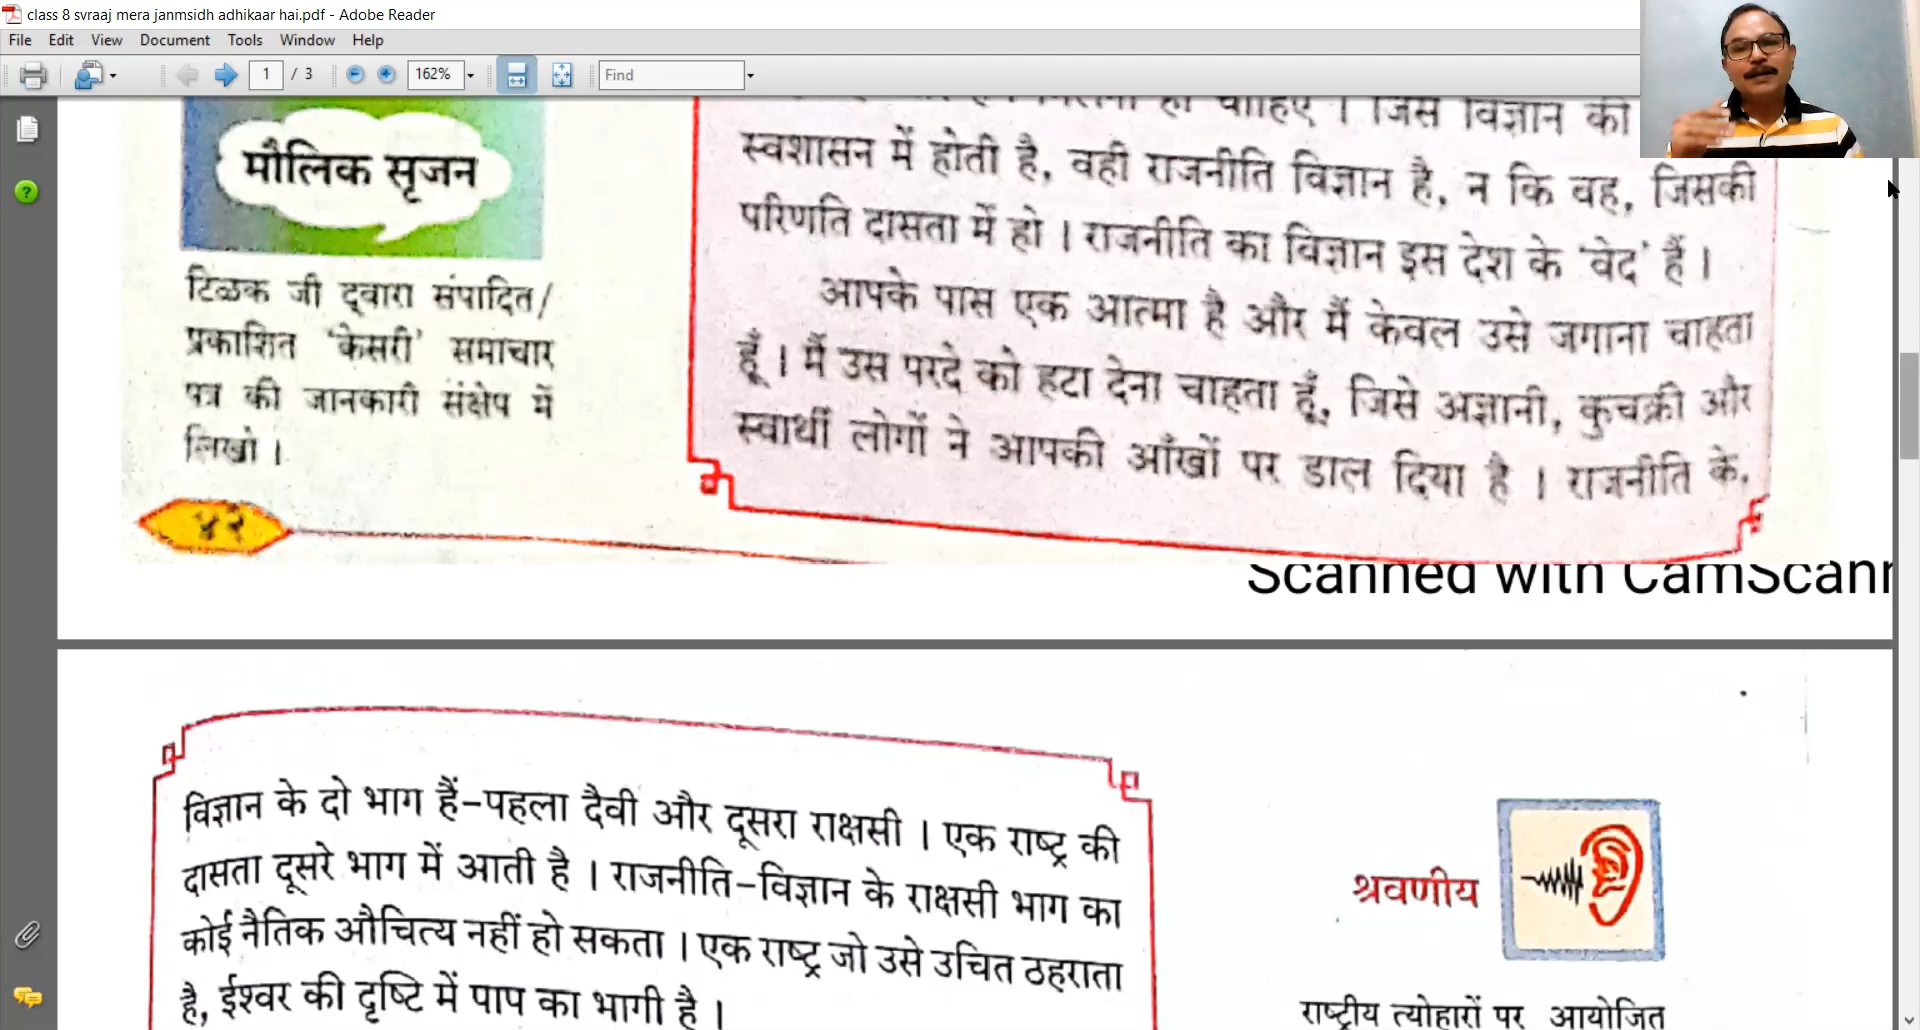 class 8 svraaj mera janmsidh adhikaar hai.pdf - Adobe Reader
File Edit View Document Tools Window Help
1 / 3 162% Find
मौलिक सृजन
टिळक जी द्वारा संपादित/
प्रकाशित 'केसरी' समाचार
पत्र की जानकारी संक्षेप में
लिखो ।
४१
चाहिए । जिस विज्ञान की
स्वशासन में होती है, वही राजनीति विज्ञान है, न कि वह, जिसकी
परिणति दासता में हो । राजनीति का विज्ञान इस देश के 'वेद' हैं ।
आपके पास एक आत्मा है और मैं केवल उसे जगाना चाहता
हूँ । मैं उस परदे को हटा देना चाहता हूँ, जिसे अज्ञानी, कुचक्री और
स्वार्थी लोगों ने आपकी आँखों पर डाल दिया है । राजनीति के,
Scanned with CamScann
विज्ञान के दो भाग हैं-पहला दैवी और दूसरा राक्षसी । एक राष्ट्र की
दासता दूसरे भाग में आती है । राजनीति-विज्ञान के राक्षसी भाग का
कोई नैतिक औचित्य नहीं हो सकता । एक राष्ट्र जो उसे उचित ठहराता
है, ईश्वर की दृष्टि में पाप का भागी है ।
श्रवणीय
राष्ट्रीय त्योहारों पर आयोजित